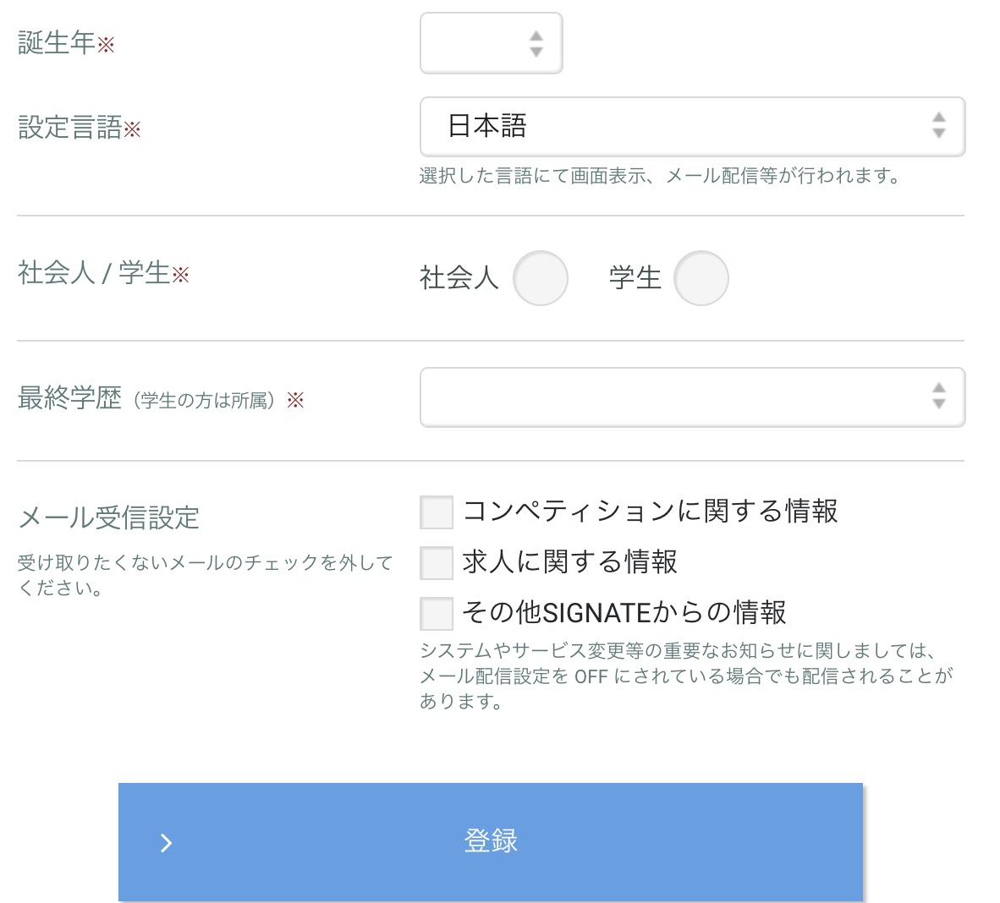 誕生年※
設定言語※
日本語
選択した言語にて画面表示、メール配信等が行われます。
社会人 / 学生※
社会人
学生
最終学歴（学生の方は所属）※
メール受信設定
受け取りたくないメールのチェックを外して
ください。
コンペティションに関する情報
求人に関する情報
その他SIGNATEからの情報
システムやサービス変更等の重要なお知らせに関しましては、
メール配信設定を OFF にされている場合でも配信されることが
あります。
登録